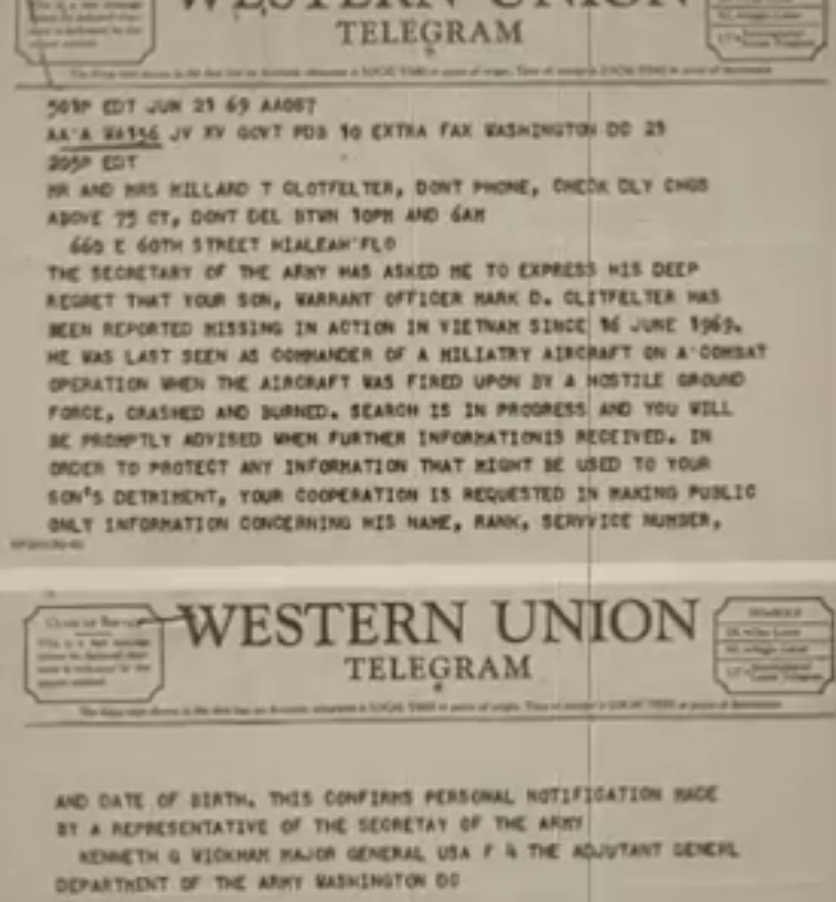 WESTERN UNION
TELEGRAM
501P EDT JUN 21 69 AA087
AA'A WA156 JV XV GOVT PDB 10 EXTRA FAX WASHINGTON DC 21
205P EDT
MR AND MRS MILLARD T CLOTFELTER, DONT PHONE, CHECK DLY CHGS
ABOVE 75 CT, DONT DEL BTWN 10PM AND 6AM
660 E 60TH STREET HIALEAH'FLO
THE SECRETARY OF THE ARMY HAS ASKED ME TO EXPRESS HIS DEEP
REGRET THAT YOUR SON, WARRANT OFFICER MARK D. CLITFELTER HAS
BEEN REPORTED MISSING IN ACTION IN VIETNAM SINCE 16 JUNE 1969.
HE WAS LAST SEEN AS COMMANDER OF A MILIATRY AIRCRAFT ON A'COMBAT
OPERATION WHEN THE AIRCRAFT WAS FIRED UPON BY A HOSTILE GROUND
FORCE, CRASHED AND BURNED. SEARCH IS IN PROGRESS AND YOU WILL
BE PROMPTLY ADVISED WHEN FURTHER INFORMATIONIS RECEIVED. IN
ORDER TO PROTECT ANY INFORMATION THAT MIGHT BE USED TO YOUR
SON'S DETRIMENT, YOUR COOPERATION IS REQUESTED IN MAKING PUBLIC
ONLY INFORMATION CONCERNING HIS NAME, RANK, SERVVICE NUMBER,
WESTERN UNION
TELEGRAM
AND DATE OF BIRTH. THIS CONFIRMS PERSONAL NOTIFICATION MADE
BY A REPRESENTATIVE OF THE SECRETAY OF THE ARMY
KENNETH G WICKHAM MAJOR GENERAL USA F 4 THE ADJUTANT GENERL
DEPARTMENT OF THE ARMY WASHINGTON DC